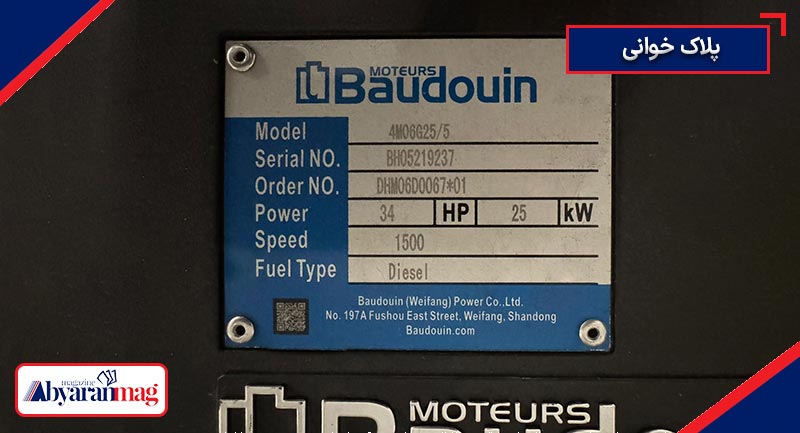 پلاک خوانی
MOTEURS
Baudouin
Model 4M06G25/5
Serial NO. BH05219237
Order NO. DHM06D0067*01
Power 34 HP 25 kW
Speed 1500
Fuel Type Diesel
Baudouin (Weifang) Power Co.,Ltd.
No. 197A Fushou East Street, Weifang, Shandong
Baudouin.com
magazine
Abyaranmag
MOTEURS